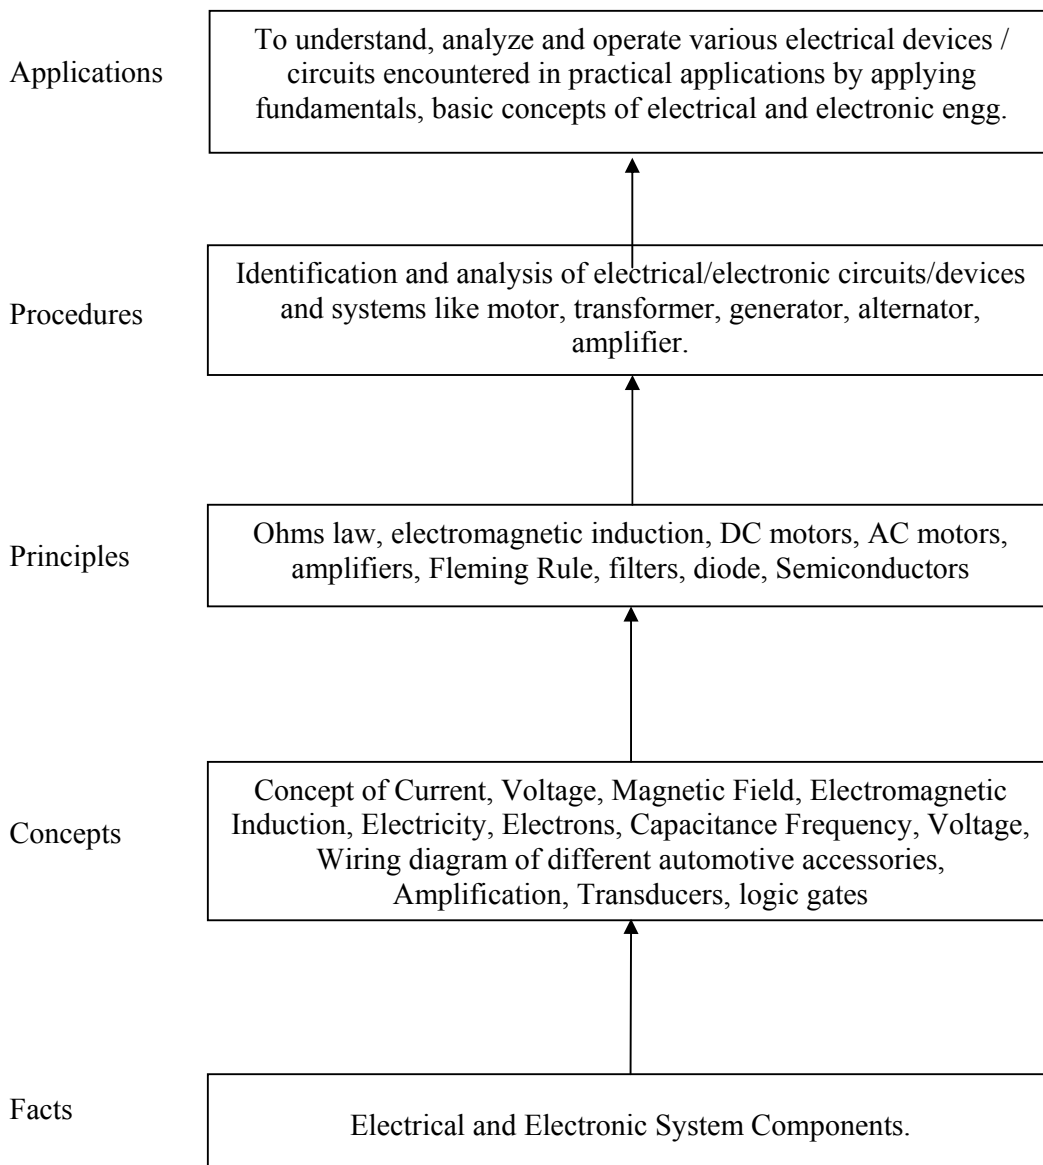 Applications
To understand, analyze and operate various electrical devices /
circuits encountered in practical applications by applying
fundamentals, basic concepts of electrical and electronic engg.
Procedures
Identification and analysis of electrical/electronic circuits/devices
and systems like motor, transformer, generator, alternator,
amplifier.
Principles
Ohms law, electromagnetic induction, DC motors, AC motors,
amplifiers, Fleming Rule, filters, diode, Semiconductors
Concepts
Concept of Current, Voltage, Magnetic Field, Electromagnetic
Induction, Electricity, Electrons, Capacitance Frequency, Voltage,
Wiring diagram of different automotive accessories,
Amplification, Transducers, logic gates
Facts
Electrical and Electronic System Components.